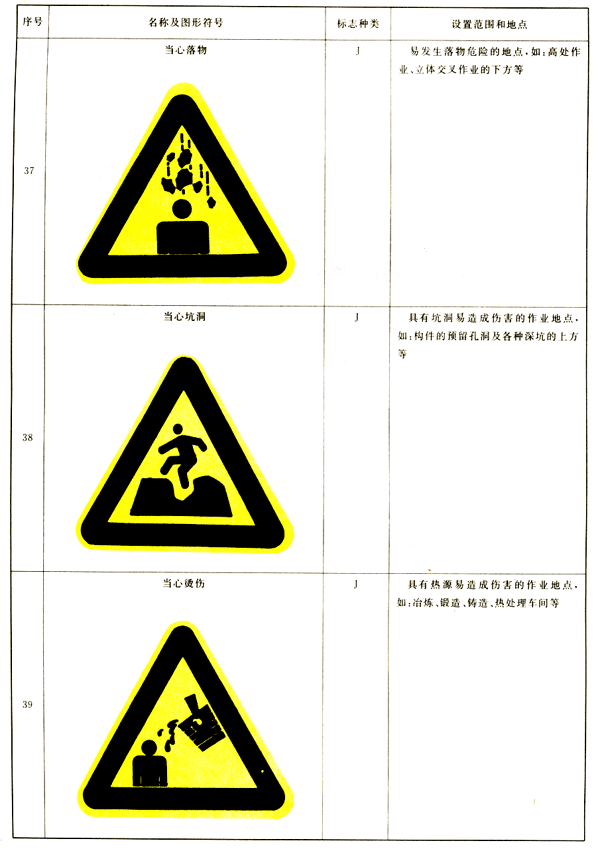 序号 名称及图形符号 标志种类 设置范围和地点
37
当心落物
J
易发生落物危险的地点,如:高处作
业、立体交叉作业的下方等
38
当心坑洞
J
具有坑洞易造成伤害的作业地点,
如:构件的预留孔洞及各种深坑的上方
等
39
当心烫伤
J
具有热源易造成伤害的作业地点,
如:冶炼、锻造、铸造、热处理车间等